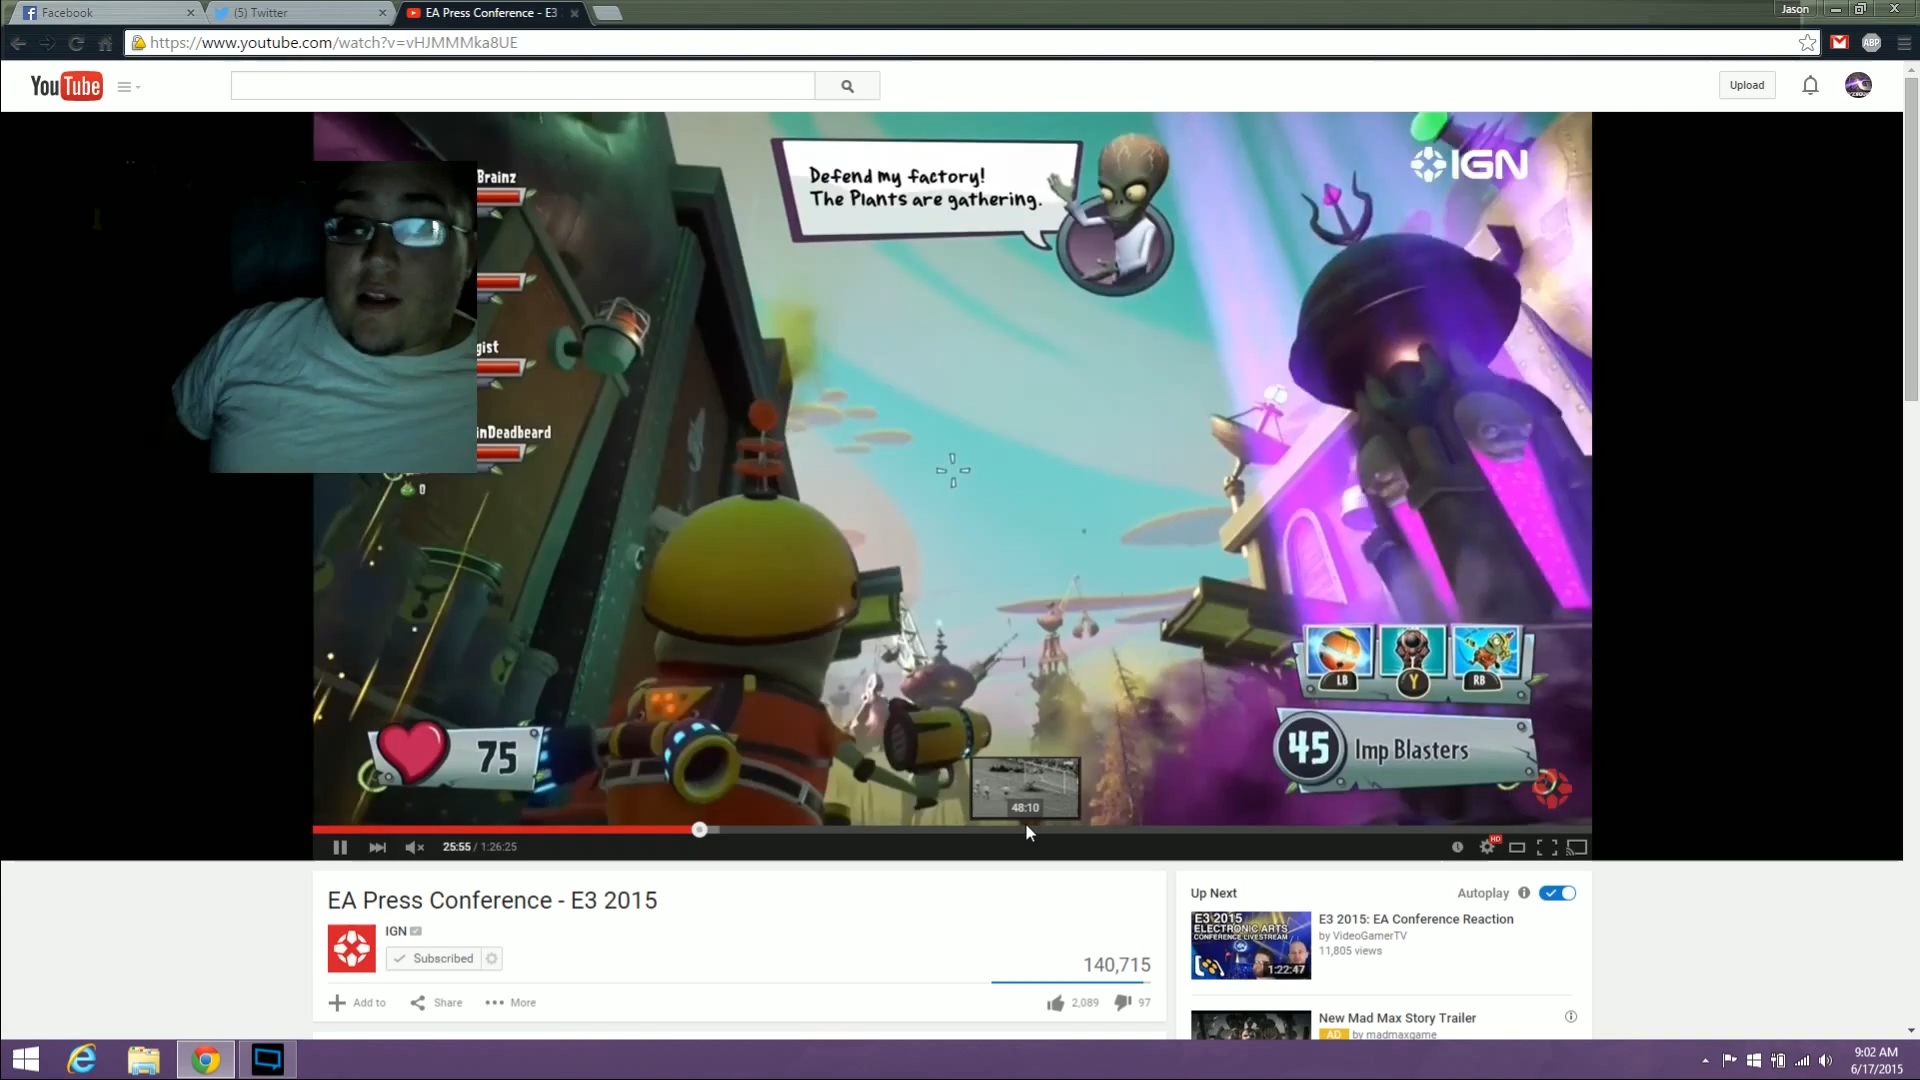 Facebook
(5) Twitter
EA Press Conference - E3
Jason
https://www.youtube.com/watch?v=vHJMMMka8UE
ABP
YouTube
Upload
Brainz
Defend my factory!
The Plants are gathering.
IGN
gist
inDeadbeard
0
LB
Y
RB
75
45 Imp Blasters
48:10
25:55 / 1:26:25
HD
EA Press Conference - E3 2015
IGN
Subscribed
140,715
Add to
Share
More
2,089
97
Up Next
Autoplay
E3 2015
ELECTRONIC ARTS
CONFERENCE LIVESTREAM
1:22:47
E3 2015: EA Conference Reaction
by VideoGamerTV
11,805 views
New Mad Max Story Trailer
AD by madmaxgame
9:02 AM
6/17/2015